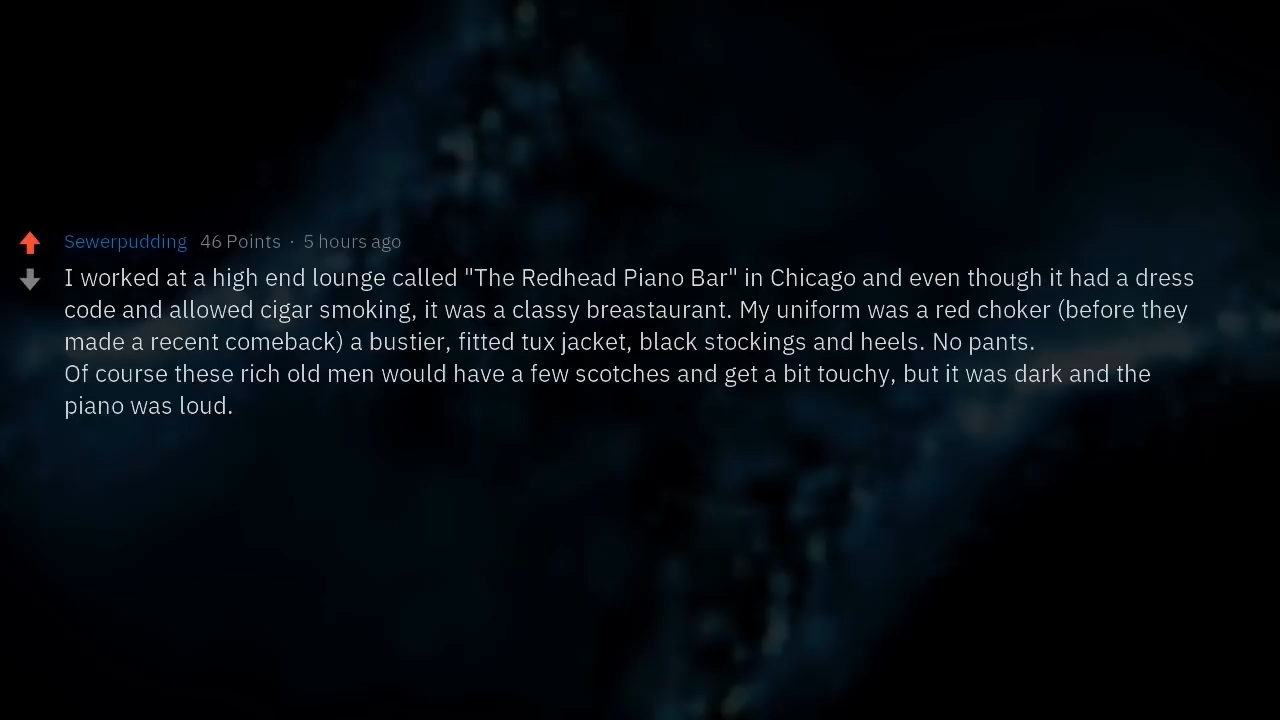 Sewerpudding 46 Points · 5 hours ago
I worked at a high end lounge called "The Redhead Piano Bar" in Chicago and even though it had a dress
code and allowed cigar smoking, it was a classy breastaurant. My uniform was a red choker (before they
made a recent comeback) a bustier, fitted tux jacket, black stockings and heels. No pants.
Of course these rich old men would have a few scotches and get a bit touchy, but it was dark and the
piano was loud.